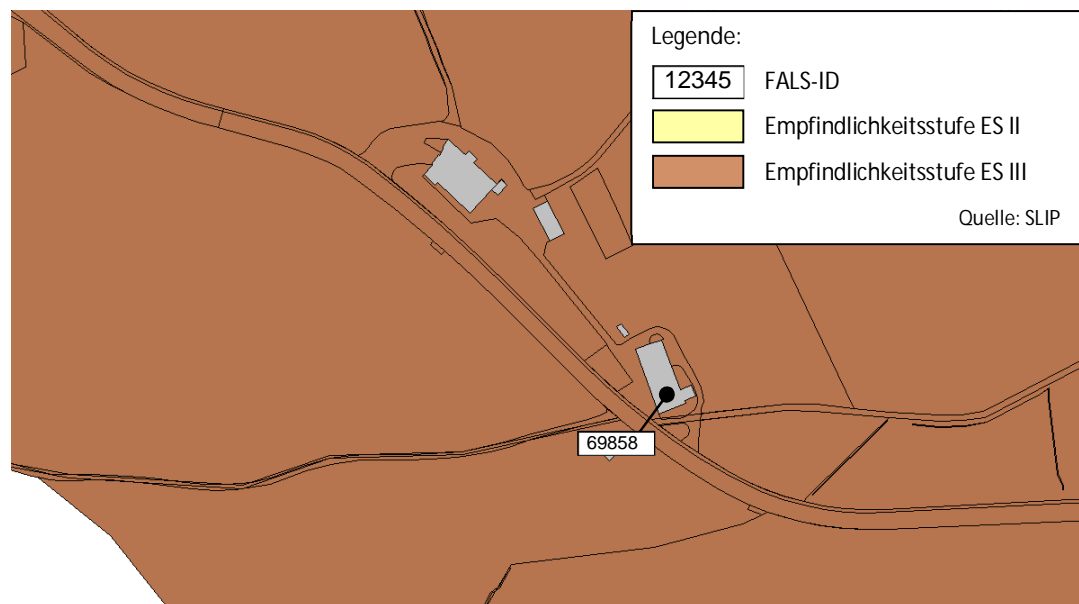 Legende:
12345 FALS-ID
Empfindlichkeitsstufe ES II
Empfindlichkeitsstufe ES III
Quelle: SLIP
69858